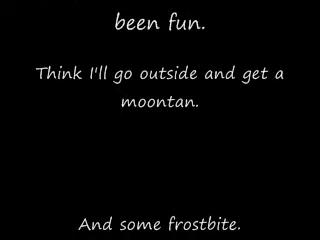 been fun.
Think I'll go outside and get a
moontan.
And some frostbite.